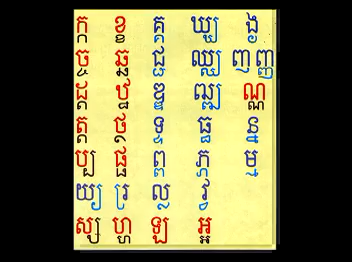 ក្ក ខ្ខ គ្គ ឃ្ឃ ង្ង
ច្ច ឆ្ឆ ជ្ជ ឈ្ឈ ញញ្ញ
ដ្ដ ឋ្ឋ ឌ្ឌ ឍ្ឍ ណ្ណ
ត្ត ថ្ថ ទ្ទ ធ្ធ ន្ន
ប្ប ផ្ផ ព្ព ភ្ភ ម្ម
យ្យ រ្រ ល្ល វ្វ
ស្ស ហ្ហ ឡ អ្អ